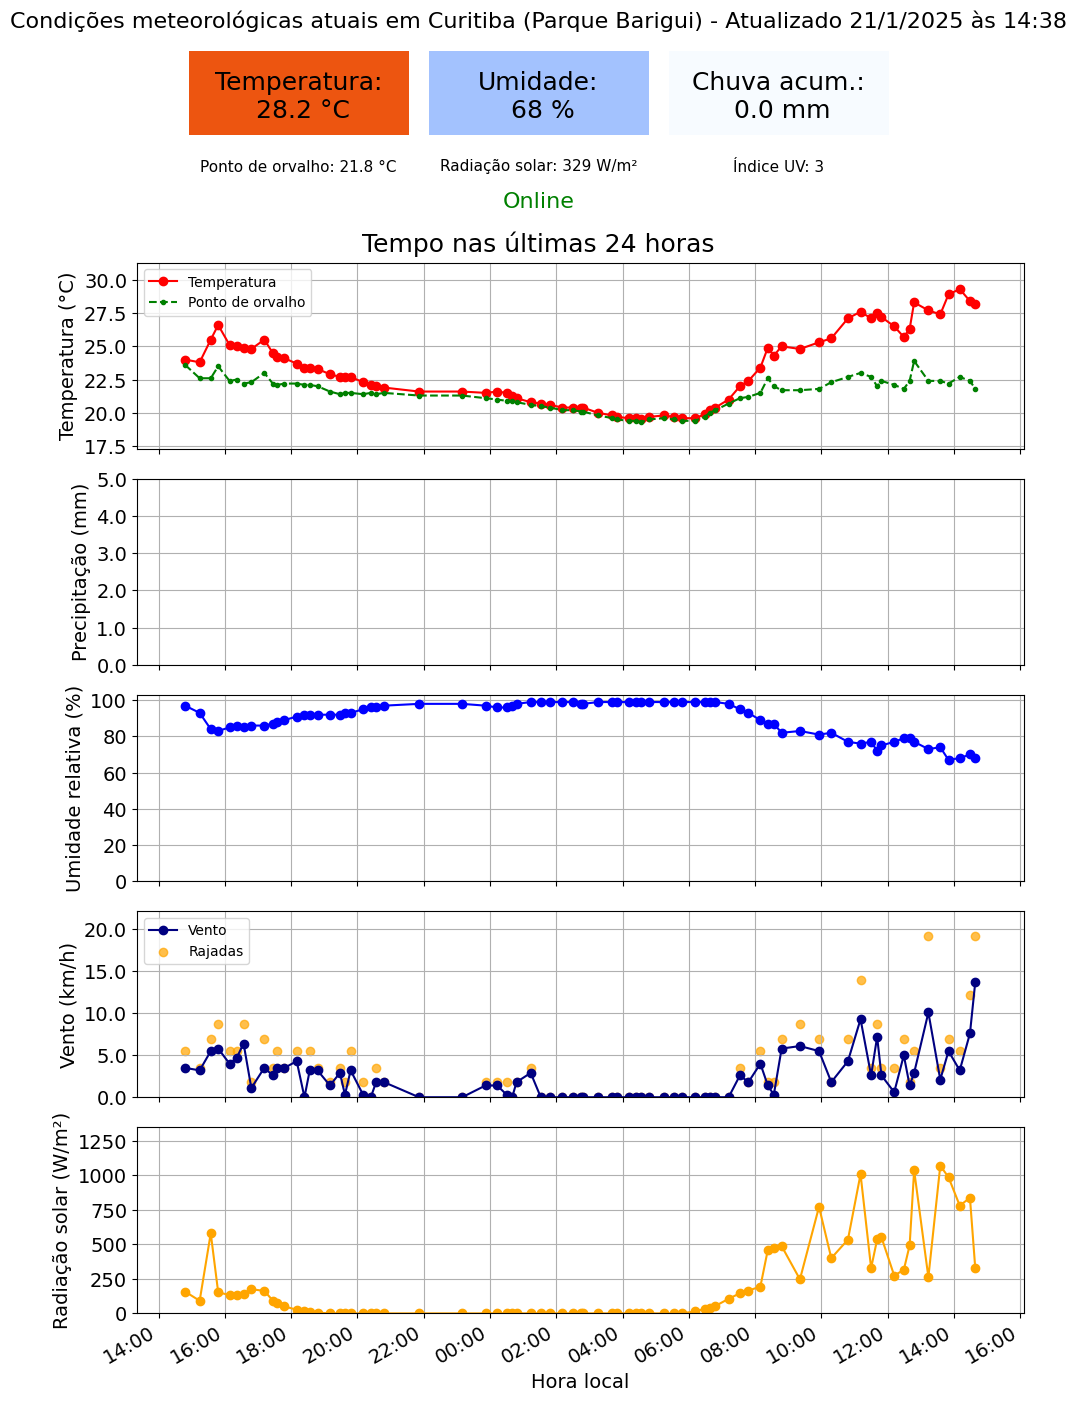 Condições meteorológicas atuais em Curitiba (Parque Barigui) - Atualizado 21/1/2025 às 14:38
Temperatura:
28.2 °C
Umidade:
68 %
Chuva acum.:
0.0 mm
Ponto de orvalho: 21.8 °C
Radiação solar: 329 W/m²
Índice UV: 3
Online
Tempo nas últimas 24 horas
Temperatura (°C)
30.0
27.5
25.0
22.5
20.0
17.5
Temperatura
Ponto de orvalho
Precipitação (mm)
5.0
4.0
3.0
2.0
1.0
0.0
Umidade relativa (%)
100
80
60
40
20
0
Vento (km/h)
20.0
15.0
10.0
5.0
0.0
Vento
Rajadas
Radiação solar (W/m²)
1250
1000
750
500
250
0
14:00
16:00
18:00
20:00
22:00
00:00
02:00
04:00
06:00
08:00
10:00
12:00
14:00
16:00
Hora local